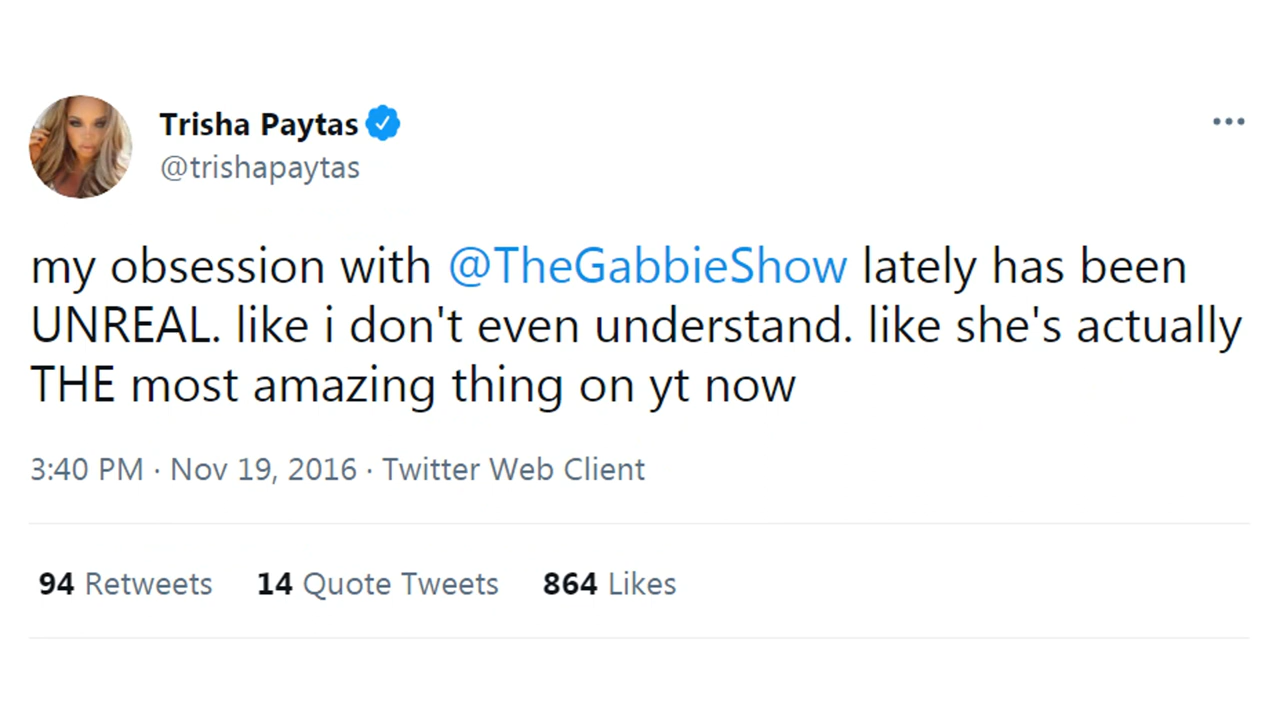 Trisha Paytas
@trishapaytas
my obsession with @TheGabbieShow lately has been
UNREAL. like i don't even understand. like she's actually
THE most amazing thing on yt now
3:40 PM · Nov 19, 2016 · Twitter Web Client
94 Retweets 14 Quote Tweets 864 Likes